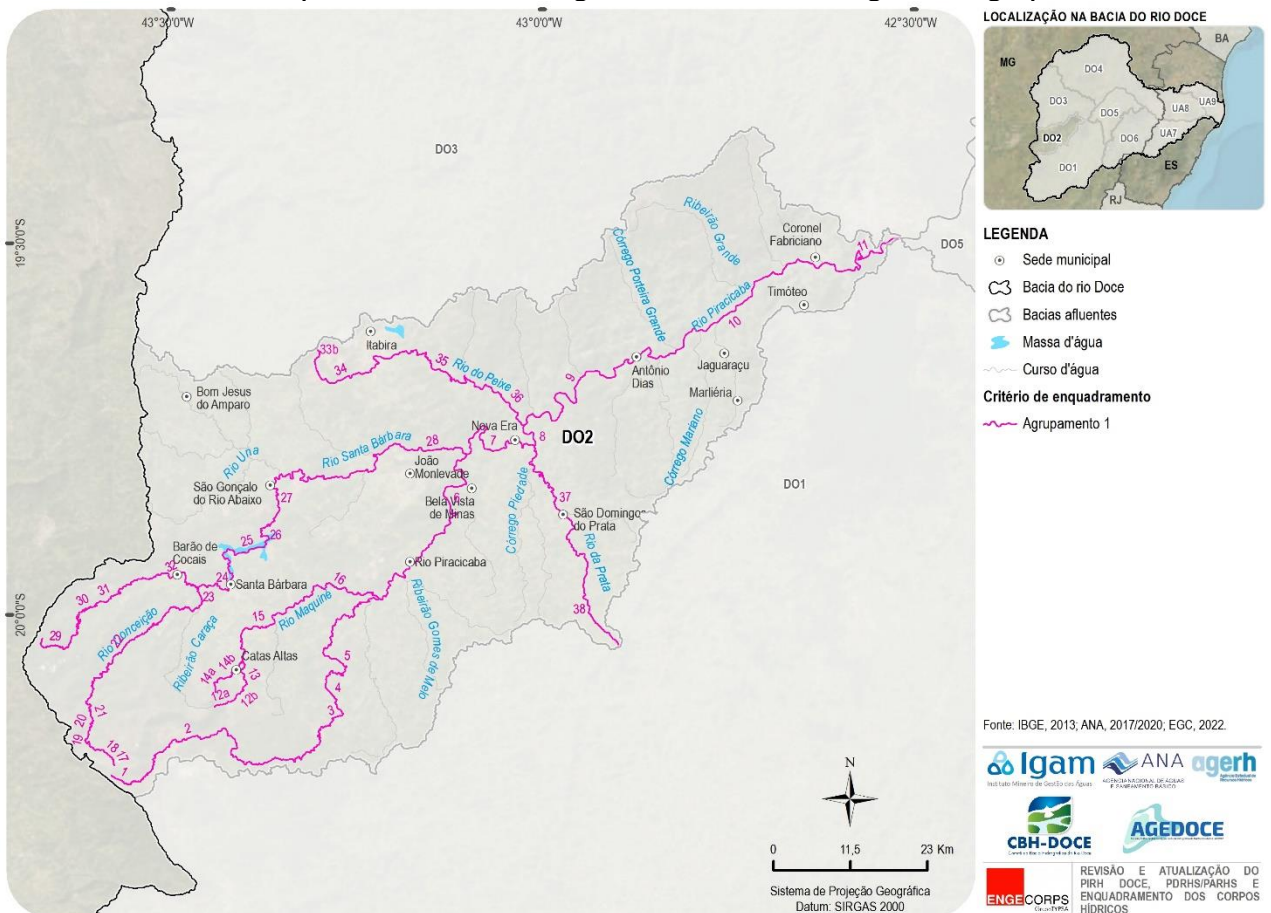 43°30'0"W
43°0'0"W
42°30'0"W
19°30'0"S
20°0'0"S
DO3
DO5
DO2
DO1
Ribeirão Grande
Coronel
Fabriciano
11
Córrego Porteira Grande
Timóteo
Rio Piracicaba
10
Itabira
33b
34
35
Rio do Peixe
36
9
Antônio
Dias
Jaguaraçu
Marliéria
Bom Jesus
do Amparo
Nova Era
7
8
Córrego Mariano
Rio Una
Rio Santa Bárbara
28
João
Monlevade
São Gonçalo
do Rio Abaixo
27
Bela Vista
de Minas
6
Córrego Piedade
37
São Domingo
do Prata
Rio da Prata
38
25
26
Barão de
Cocais
32
24
Santa Bárbara
23
31
30
29
Rio Conceição
Ribeirão Caraça
15
Rio Maquiné
16
Rio Piracicaba
Ribeirão Gomes de Melo
Catas Altas
14b
14a
13
12a
12b
5
4
3
2
21
20
19
18
17
1
N
0 11,5 23 Km
Sistema de Projeção Geográfica
Datum: SIRGAS 2000
LOCALIZAÇÃO NA BACIA DO RIO DOCE
BA
MG
DO4
DO3
DO5
UA8
UA9
DO2
DO6
UA7
DO1
ES
RJ
LEGENDA
Sede municipal
Bacia do rio Doce
Bacias afluentes
Massa d'água
Curso d'água
Critério de enquadramento
Agrupamento 1
Fonte: IBGE, 2013; ANA, 2017/2020; EGC, 2022.
Igam
Instituto Mineiro de Gestão das Águas
ANA
AGÊNCIA NACIONAL DE ÁGUAS
E SANEAMENTO BÁSICO
agerh
CBH-DOCE
AGEDOCE
ENGECORPS
REVISÃO E ATUALIZAÇÃO DO
PIRH DOCE, PDRHS/PARHS E
ENQUADRAMENTO DOS CORPOS
HÍDRICOS